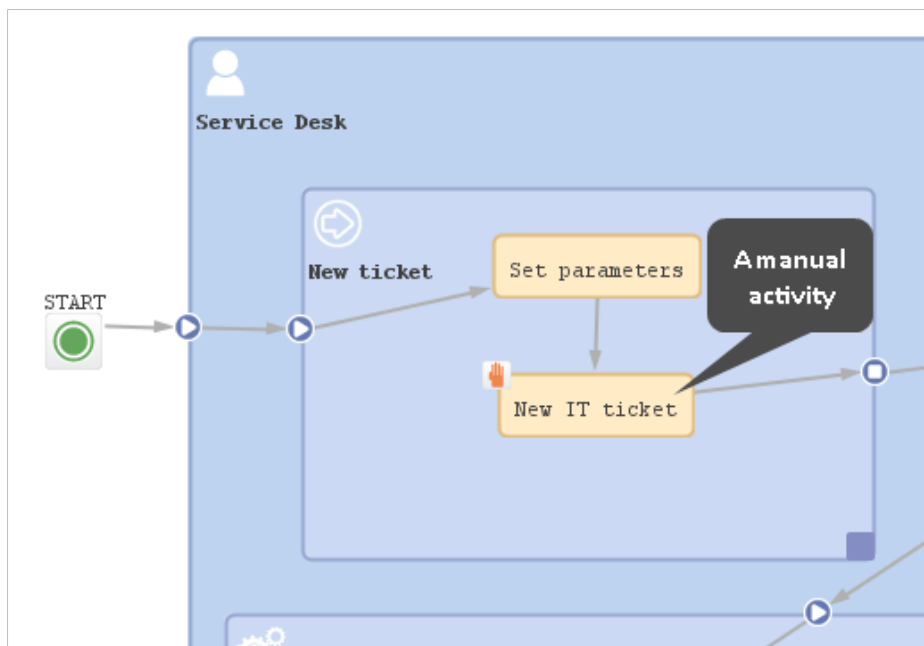 Service Desk
New ticket
Set parameters
A manual
activity
START
New IT ticket